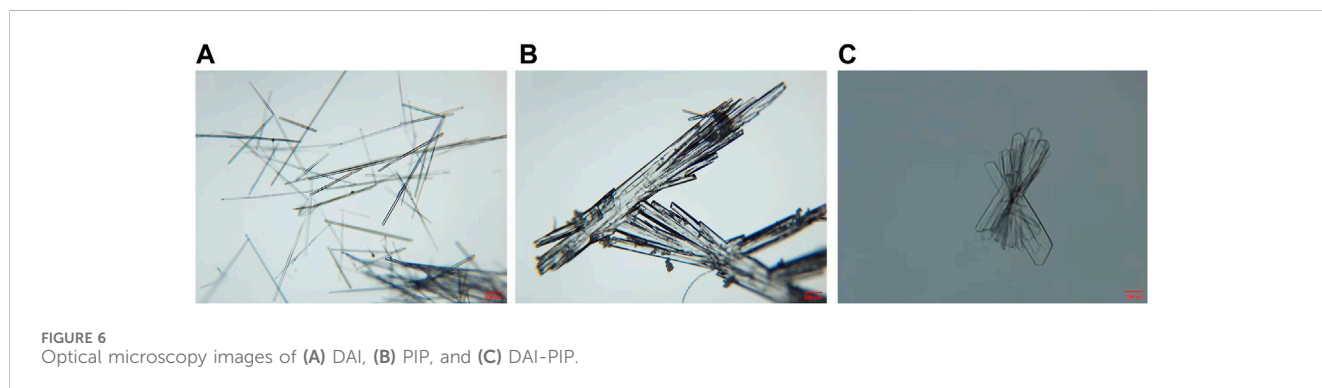 A B C
FIGURE 6
Optical microscopy images of (A) DAI, (B) PIP, and (C) DAI-PIP.